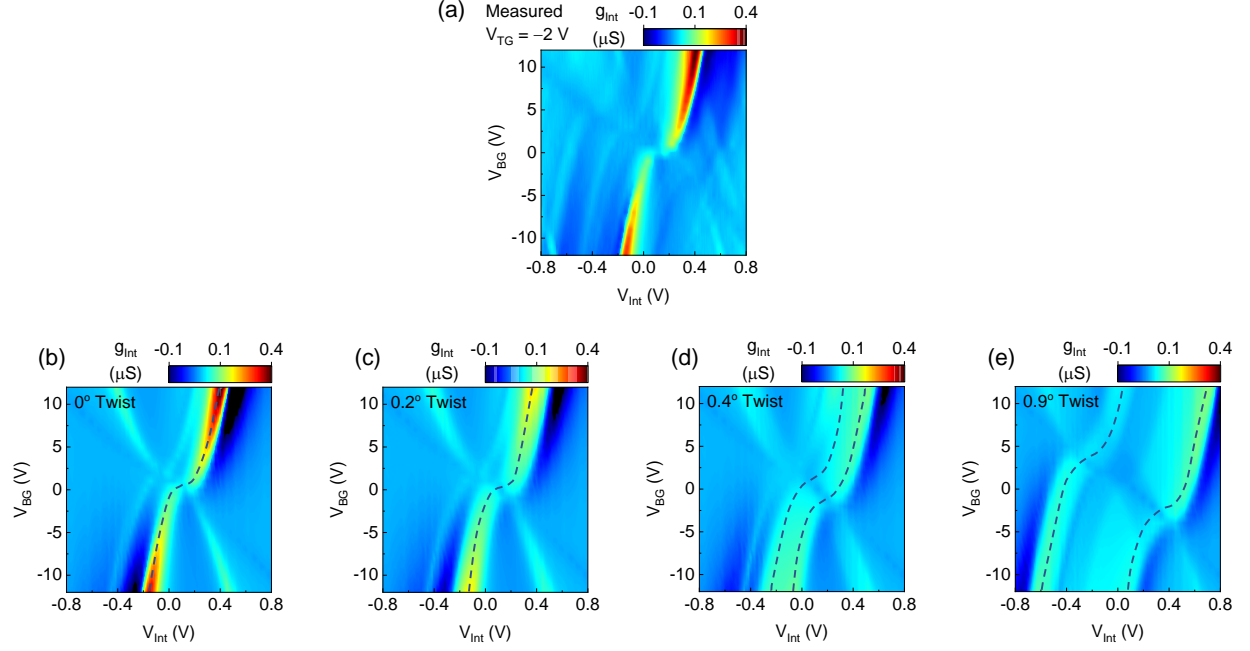 (a) Measured g_Int -0.1 0.1 0.4
V_TG = −2 V (μS)
10
5
0
-5
-10
V_BG (V)
-0.8 -0.4 0.0 0.4 0.8
V_Int (V)
(b) g_Int -0.1 0.1 0.4
(μS)
0° Twist
10
5
0
-5
-10
V_BG (V)
-0.8 -0.4 0.0 0.4 0.8
V_Int (V)
(c) g_Int -0.1 0.1 0.4
(μS)
0.2° Twist
10
5
0
-5
-10
V_BG (V)
-0.8 -0.4 0.0 0.4 0.8
V_Int (V)
(d) g_Int -0.1 0.1 0.4
(μS)
0.4° Twist
10
5
0
-5
-10
V_BG (V)
-0.8 -0.4 0.0 0.4 0.8
V_Int (V)
(e) g_Int -0.1 0.1 0.4
(μS)
0.9° Twist
10
5
0
-5
-10
V_BG (V)
-0.8 -0.4 0.0 0.4 0.8
V_Int (V)